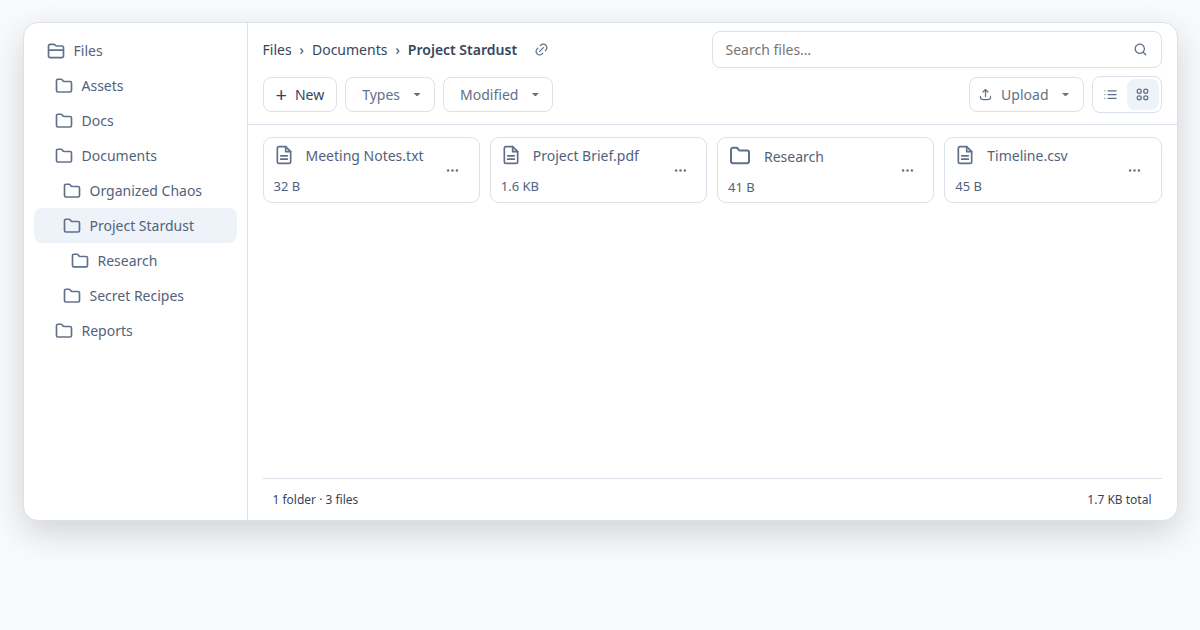 Files
Assets
Docs
Documents
Organized Chaos
Project Stardust
Research
Secret Recipes
Reports
Files › Documents › Project Stardust
Search files...
+ New
Types
Modified
Upload
Meeting Notes.txt
32 B
Project Brief.pdf
1.6 KB
Research
41 B
Timeline.csv
45 B
1 folder · 3 files
1.7 KB total